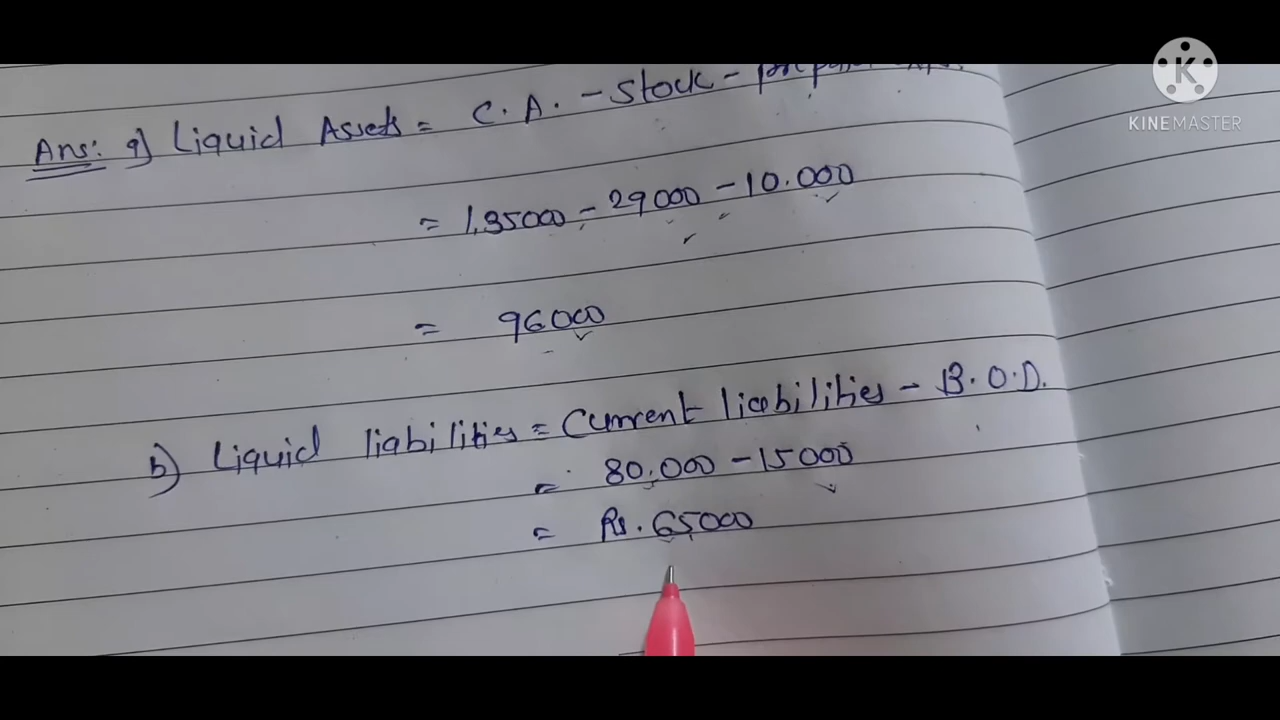 Ans: a) Liquid Assets = C.A. - Stock -
= 1,35000 - 29000 - 10.000
= 96000
b) Liquid liabilities = Current liabilities - B.O.D.
= 80,000 - 15000
= Rs. 65000
K
KINEMASTER